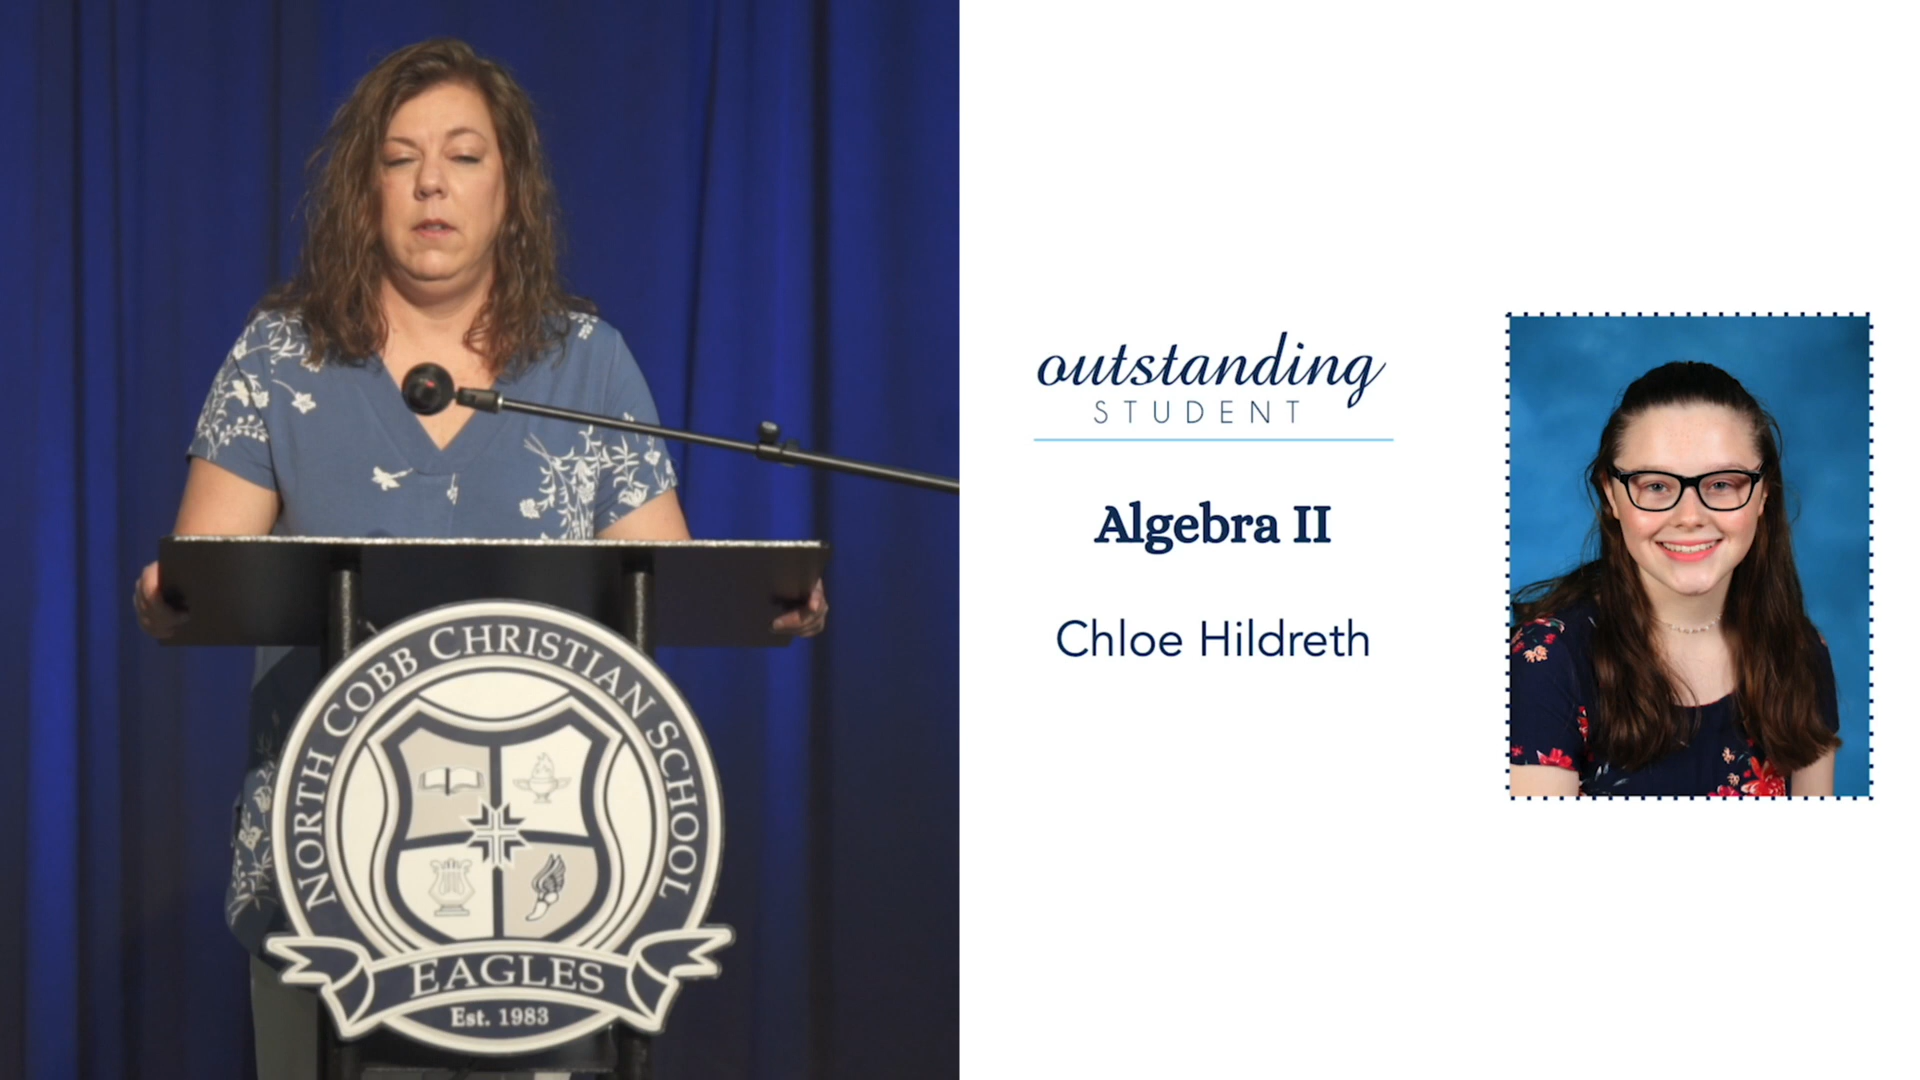 NORTH COBB CHRISTIAN SCHOOL
EAGLES
Est. 1983
outstanding
STUDENT
Algebra II
Chloe Hildreth